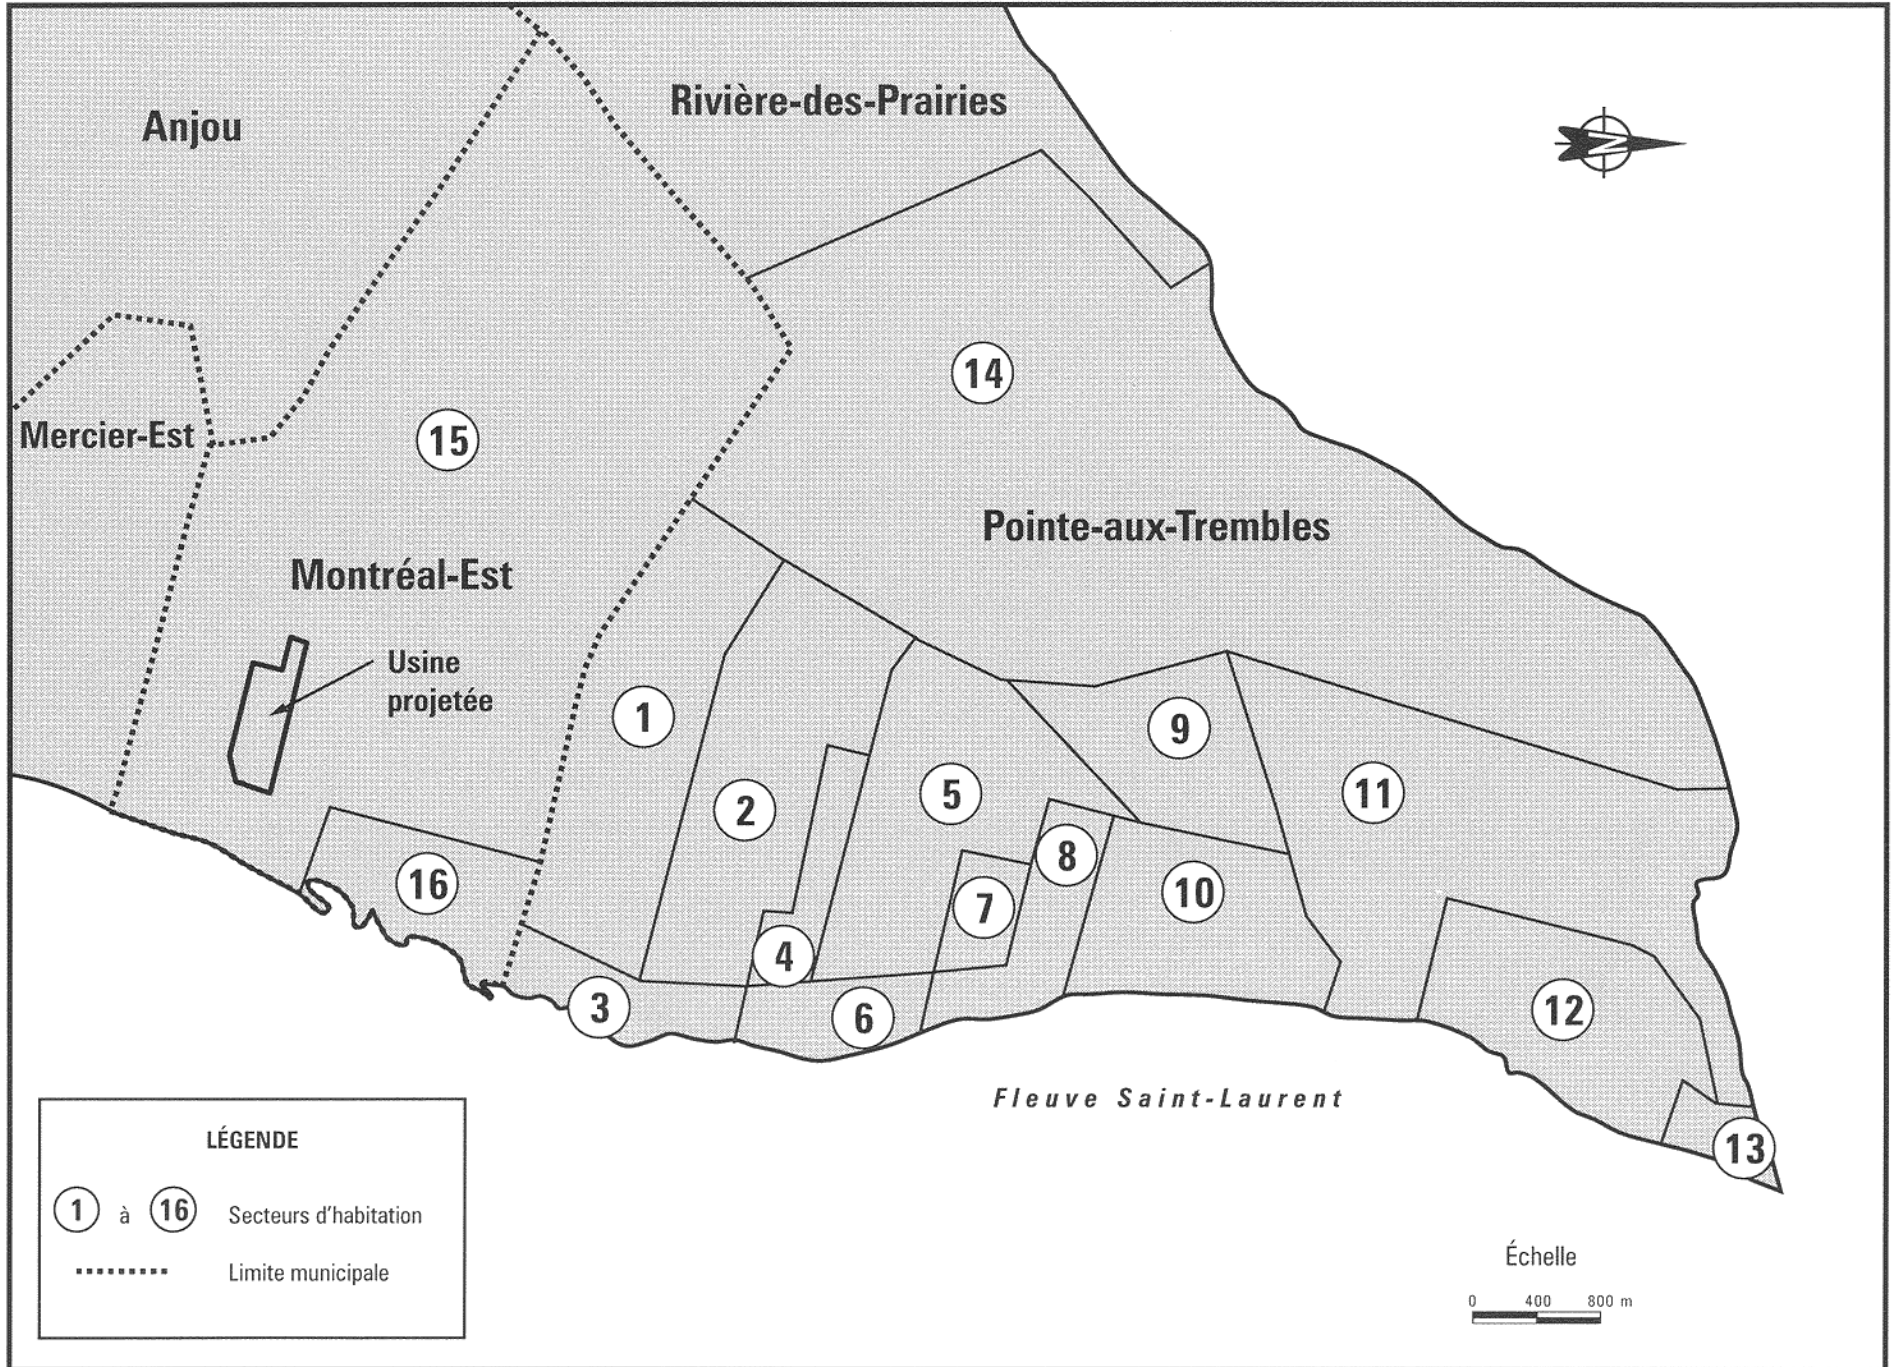 Rivière-des-Prairies
Anjou
N
14
Mercier-Est
15
Pointe-aux-Trembles
Montréal-Est
Usine
projetée
1
9
2
5
11
8
16
7
10
4
3
6
12
Fleuve Saint-Laurent
13
LÉGENDE
1 à 16 Secteurs d'habitation
Limite municipale
Échelle
0 400 800 m